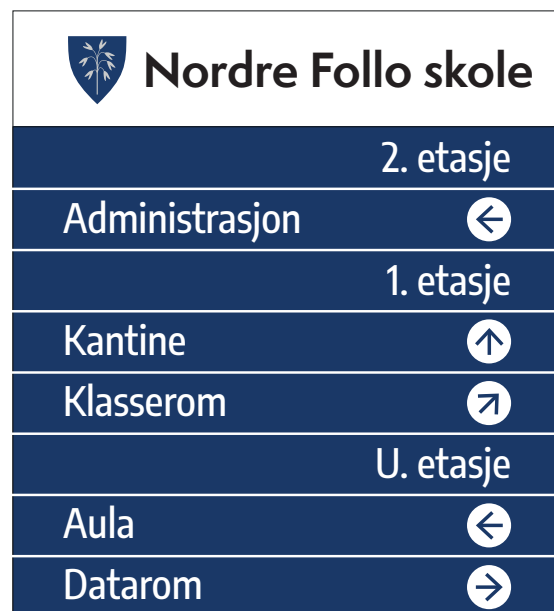 Nordre Follo skole
2. etasje
Administrasjon
1. etasje
Kantine
Klasserom
U. etasje
Aula
Datarom